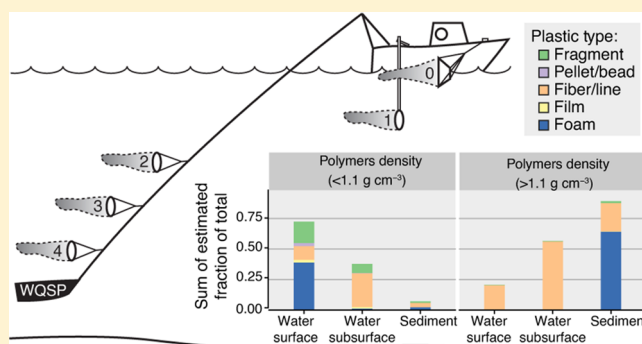 Plastic type:
Fragment
Pellet/bead
Fiber/line
Film
Foam
0
1
2
3
4
WQSP
Polymers density
(<1.1 g cm⁻³)
Polymers density
(>1.1 g cm⁻³)
Sum of estimated
fraction of total
0.75
0.50
0.25
0.00
Water
surface
Water
subsurface
Sediment
Water
surface
Water
subsurface
Sediment